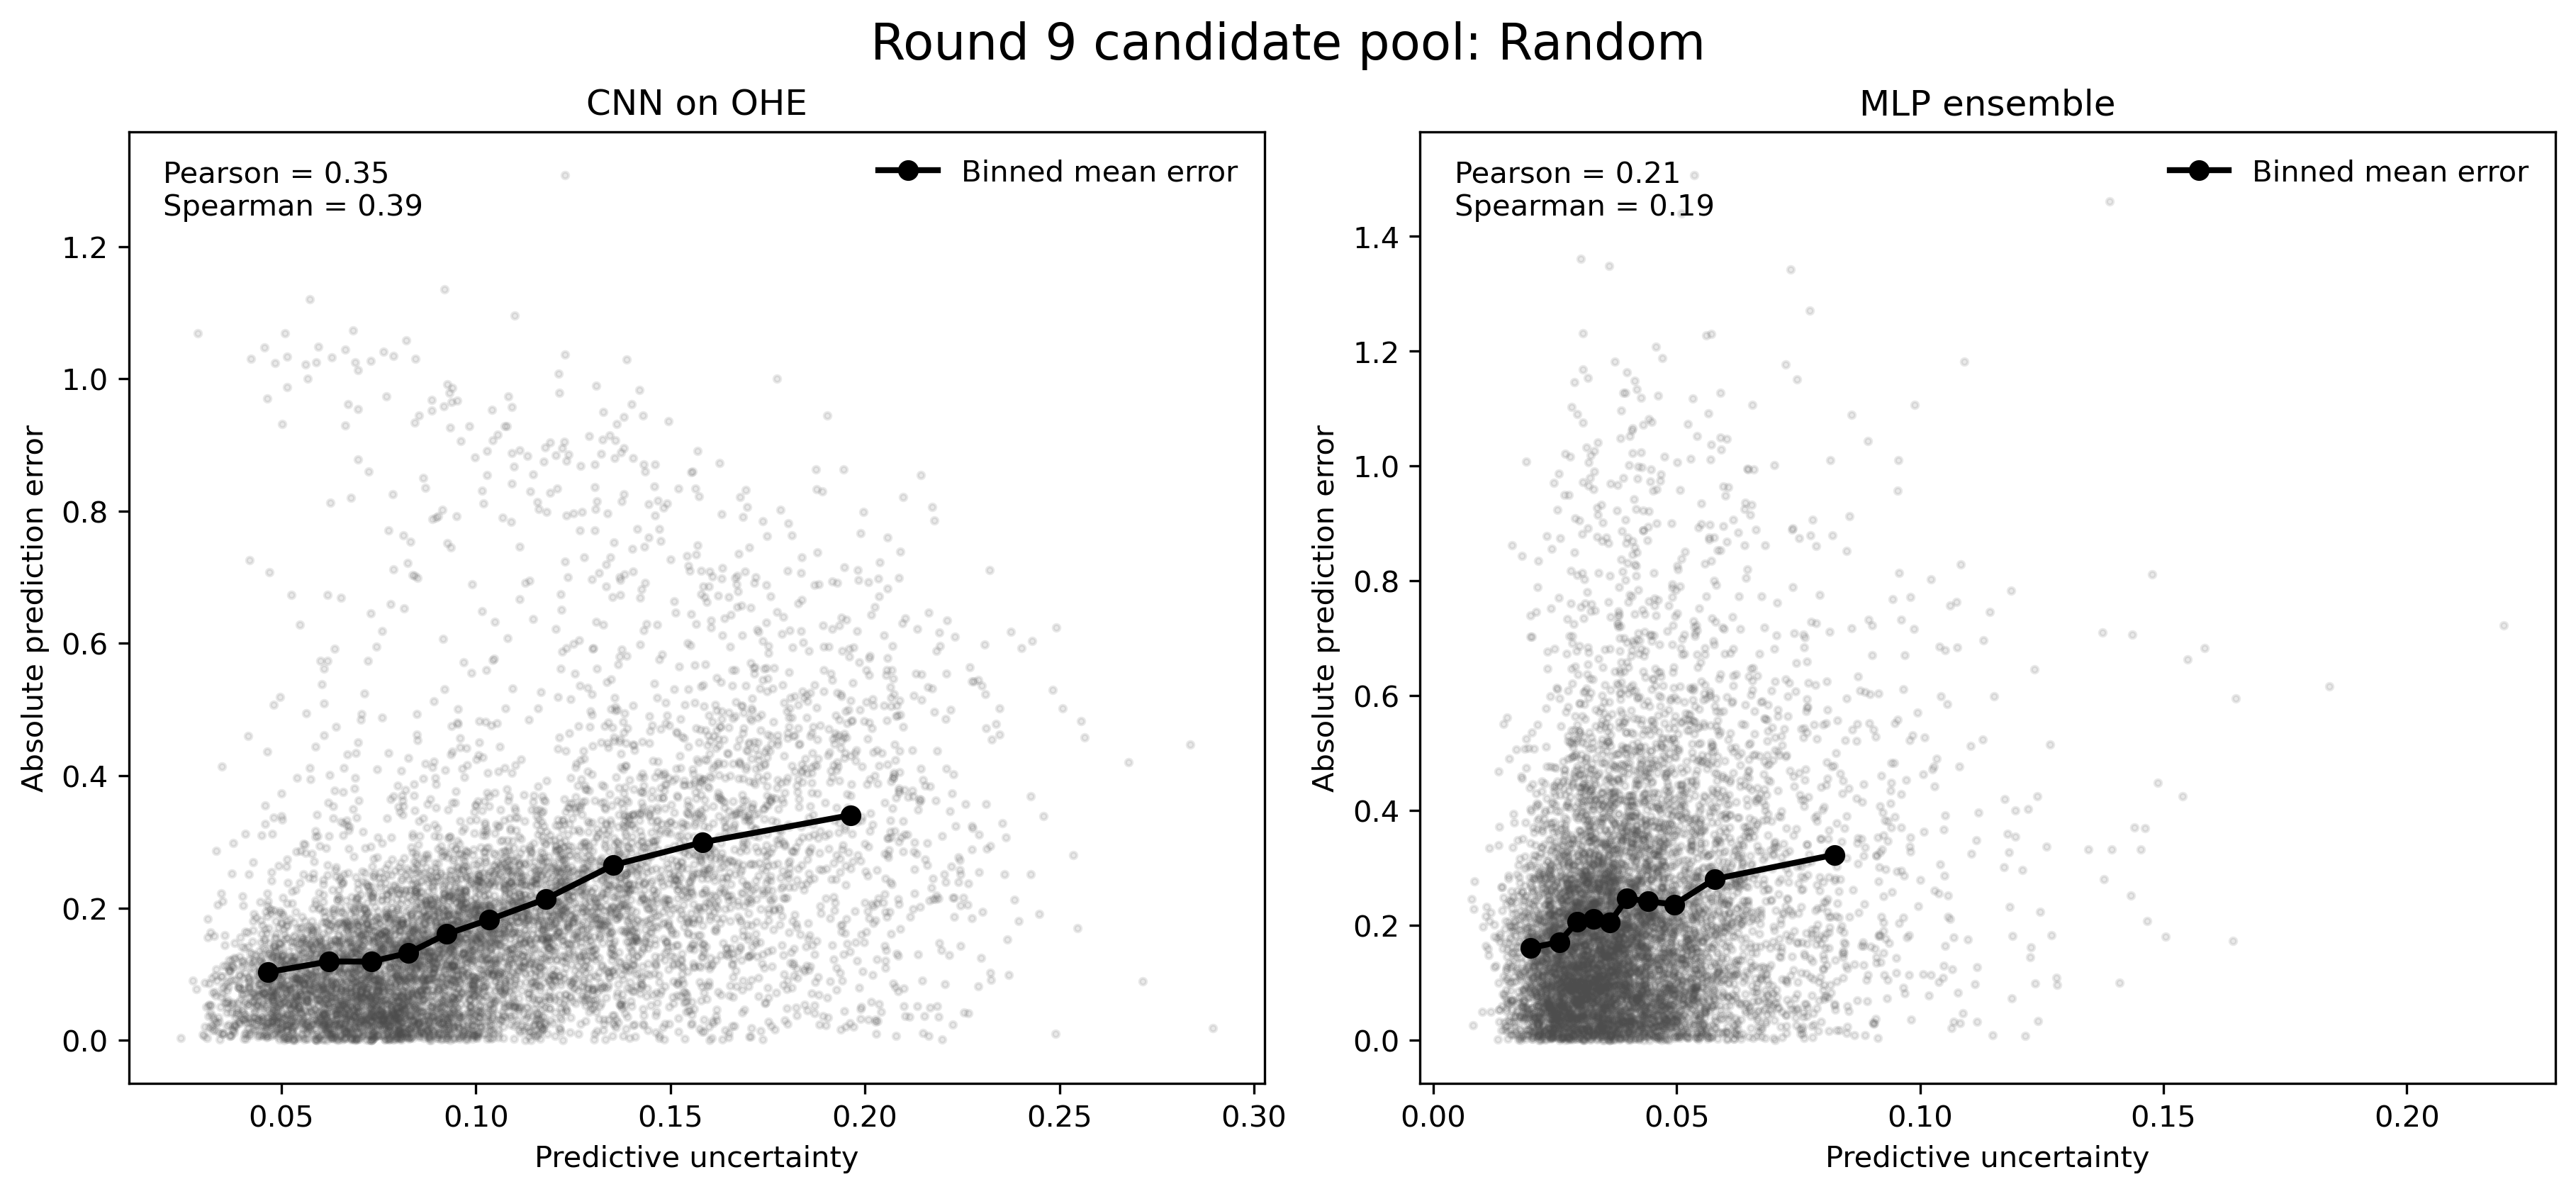 Round 9 candidate pool: Random
CNN on OHE
Pearson = 0.35
Spearman = 0.39
Binned mean error
Absolute prediction error
1.2
1.0
0.8
0.6
0.4
0.2
0.0
0.05
0.10
0.15
0.20
0.25
0.30
Predictive uncertainty
MLP ensemble
Pearson = 0.21
Spearman = 0.19
Binned mean error
Absolute prediction error
1.4
1.2
1.0
0.8
0.6
0.4
0.2
0.0
0.00
0.05
0.10
0.15
0.20
Predictive uncertainty